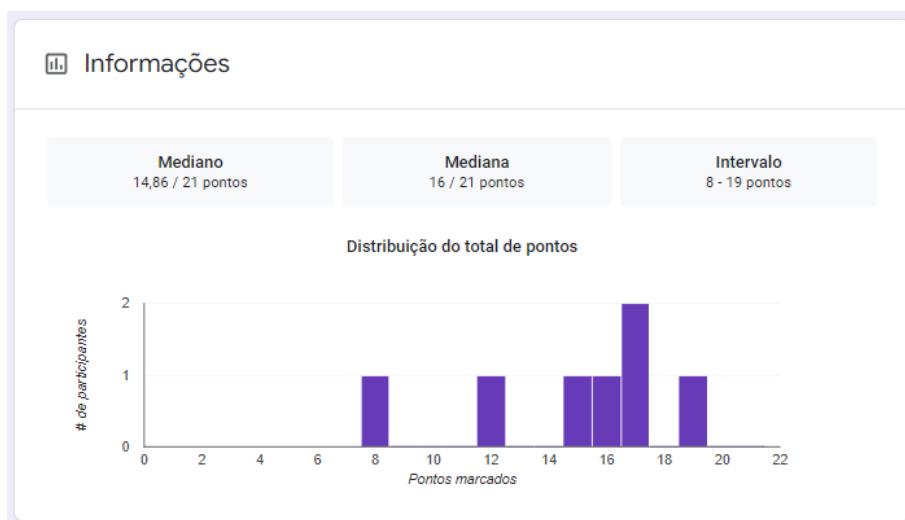 Informações
Mediano
14,86 / 21 pontos
Mediana
16 / 21 pontos
Intervalo
8 - 19 pontos
Distribuição do total de pontos
# de participantes
2
1
0
0 2 4 6 8 10 12 14 16 18 20 22
Pontos marcados